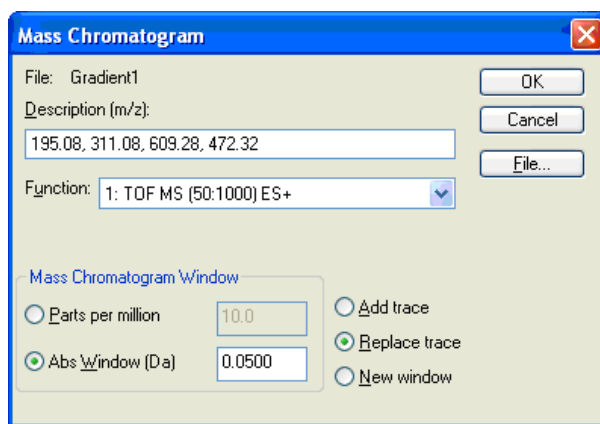 Mass Chromatogram
File: Gradient1
Description (m/z):
195.08, 311.08, 609.28, 472.32
Function: 1: TOF MS (50:1000) ES+
OK
Cancel
File...
Mass Chromatogram Window
Parts per million 10.0
Abs Window (Da) 0.0500
Add trace
Replace trace
New window